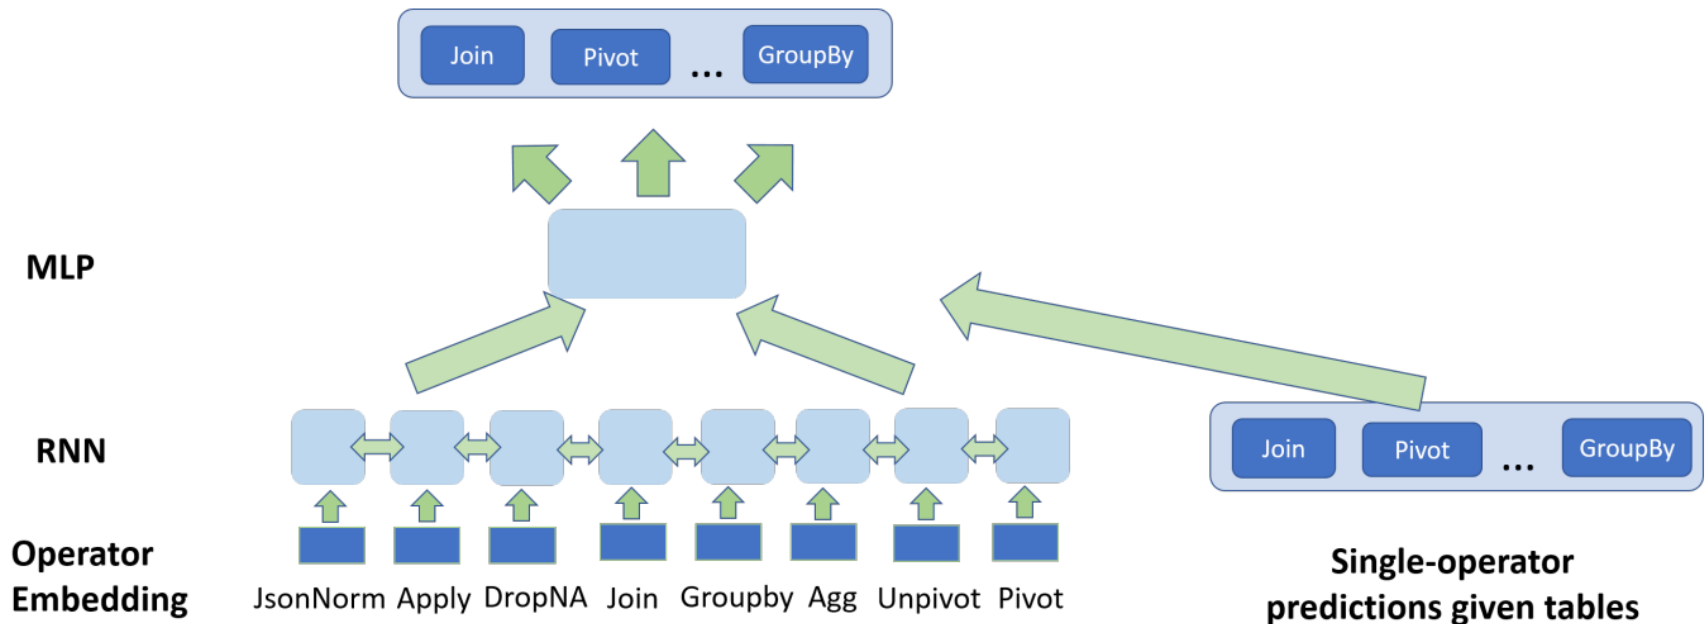 Join Pivot ... GroupBy
MLP
RNN
Join Pivot ... GroupBy
Operator
Embedding
JsonNorm Apply DropNA Join Groupby Agg Unpivot Pivot
Single-operator
predictions given tables